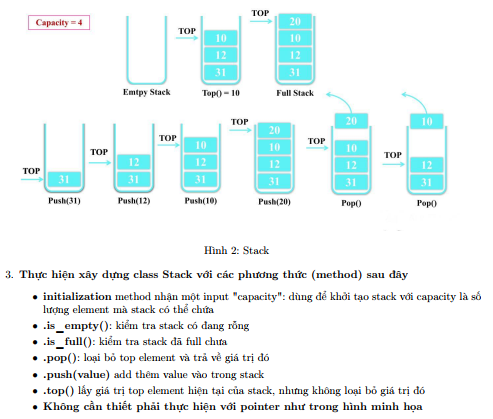 Capacity = 4
TOP
10
12
31
TOP
20
10
12
31
Emtpy Stack
Top() = 10
Full Stack
TOP
31
TOP
12
31
TOP
10
12
31
TOP
20
10
12
31
TOP
20
10
12
31
TOP
10
12
31
Push(31)
Push(12)
Push(10)
Push(20)
Pop()
Pop()
Hình 2: Stack
3. Thực hiện xây dựng class Stack với các phương thức (method) sau đây
• initialization method nhận một input "capacity": dùng để khởi tạo stack với capacity là số
lượng element mà stack có thể chứa
• .is_empty(): kiểm tra stack có đang rỗng
• .is_full(): kiểm tra stack đã full chưa
• .pop(): loại bỏ top element và trả về giá trị đó
• .push(value) add thêm value vào trong stack
• .top() lấy giá trị top element hiện tại của stack, nhưng không loại bỏ giá trị đó
• Không cần thiết phải thực hiện với pointer như trong hình minh họa